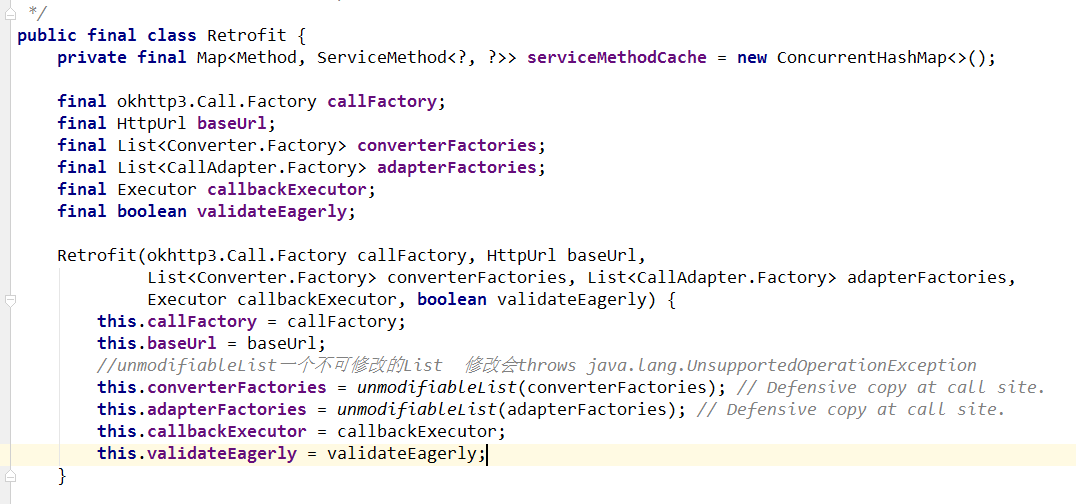 */
public final class Retrofit {
private final Map<Method, ServiceMethod<?, ?>> serviceMethodCache = new ConcurrentHashMap<>();
final okhttp3.Call.Factory callFactory;
final HttpUrl baseUrl;
final List<Converter.Factory> converterFactories;
final List<CallAdapter.Factory> adapterFactories;
final Executor callbackExecutor;
final boolean validateEagerly;
Retrofit(okhttp3.Call.Factory callFactory, HttpUrl baseUrl,
List<Converter.Factory> converterFactories, List<CallAdapter.Factory> adapterFactories,
Executor callbackExecutor, boolean validateEagerly) {
this.callFactory = callFactory;
this.baseUrl = baseUrl;
//unmodifiableList一个不可修改的List  修改会throws java.lang.UnsupportedOperationException
this.converterFactories = unmodifiableList(converterFactories); // Defensive copy at call site.
this.adapterFactories = unmodifiableList(adapterFactories); // Defensive copy at call site.
this.callbackExecutor = callbackExecutor;
this.validateEagerly = validateEagerly;
}